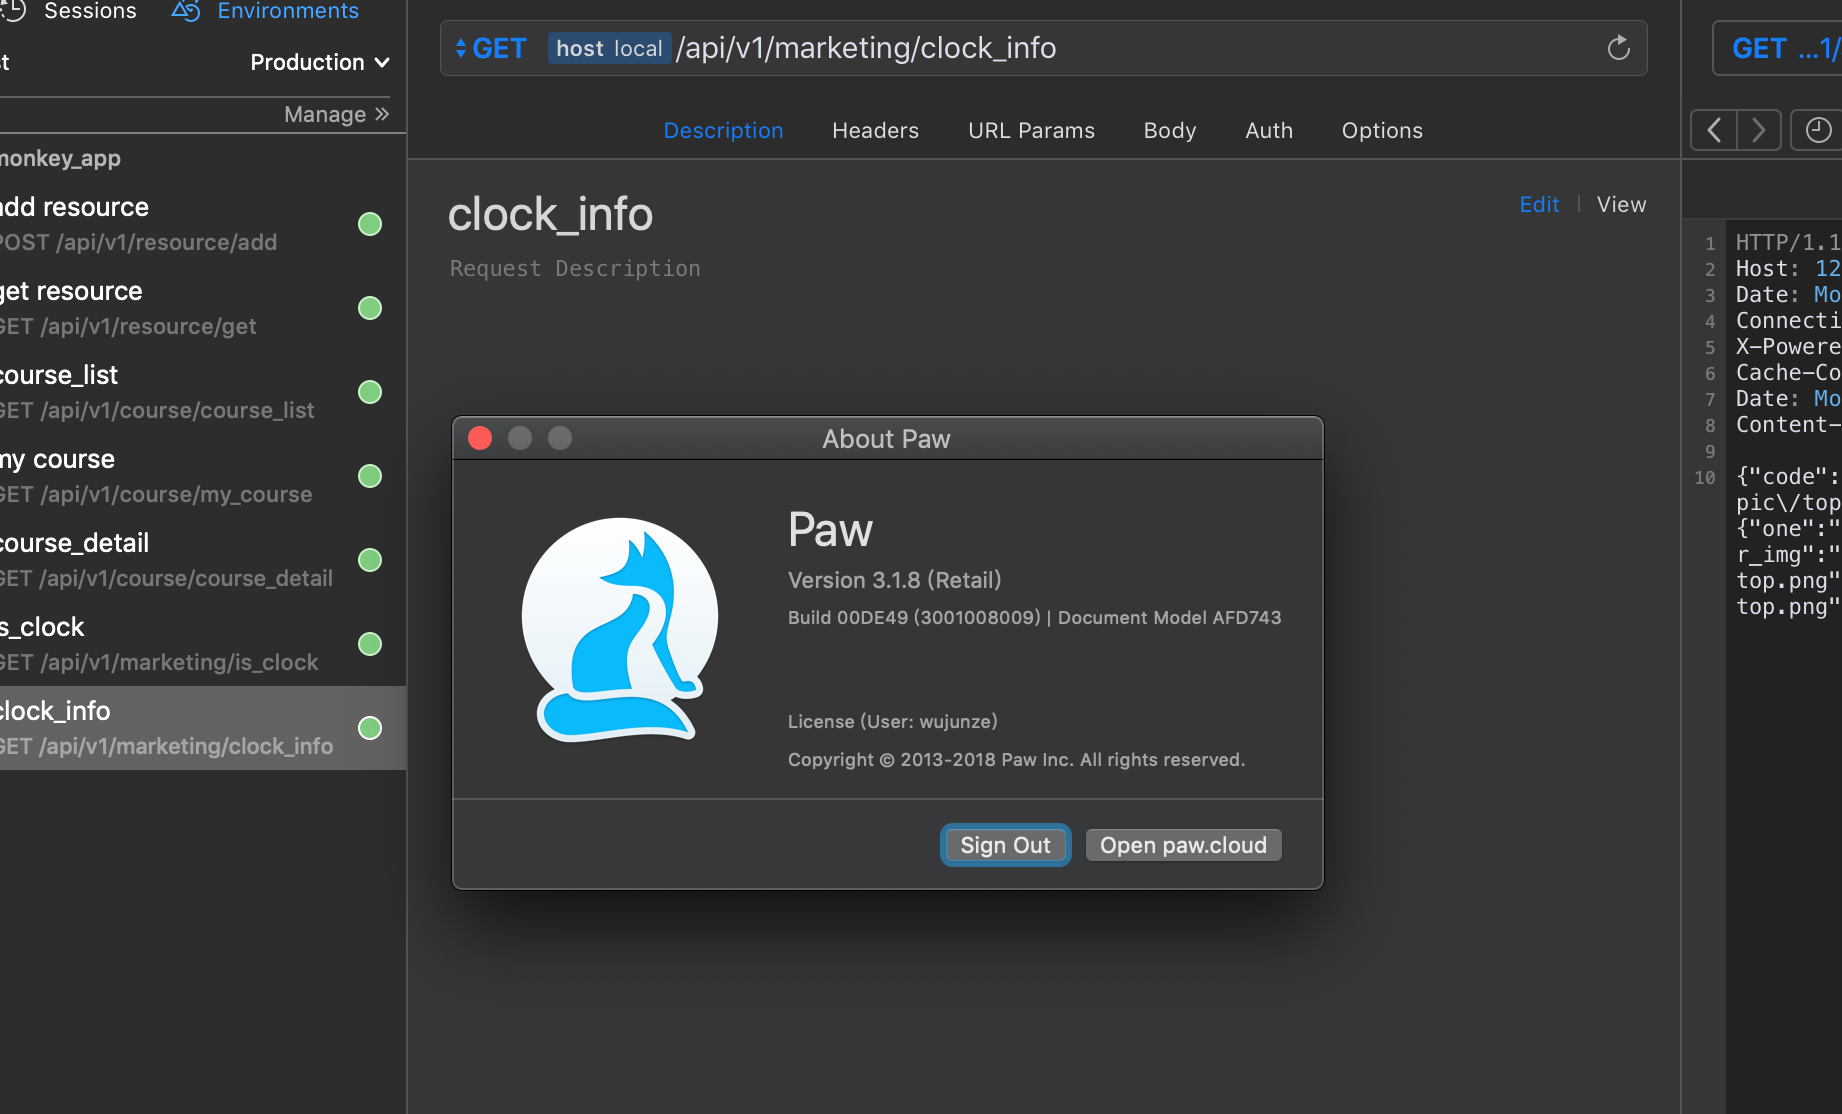 Sessions Environments
Production
Manage »
monkey_app
add resource
POST /api/v1/resource/add
get resource
GET /api/v1/resource/get
course_list
GET /api/v1/course/course_list
my course
GET /api/v1/course/my_course
course_detail
GET /api/v1/course/course_detail
is_clock
GET /api/v1/marketing/is_clock
clock_info
GET /api/v1/marketing/clock_info
GET host local /api/v1/marketing/clock_info
Description Headers URL Params Body Auth Options
clock_info
Edit | View
Request Description
About Paw
Paw
Version 3.1.8 (Retail)
Build 00DE49 (3001008009) | Document Model AFD743
License (User: wujunze)
Copyright © 2013-2018 Paw Inc. All rights reserved.
Sign Out Open paw.cloud
GET ...1/
1 HTTP/1.1
2 Host: 12
3 Date: Mo
4 Connecti
5 X-Powere
6 Cache-Co
7 Date: Mo
8 Content-
9
10 {"code":
pic\/top
{"one":"
r_img":"
top.png"
top.png"